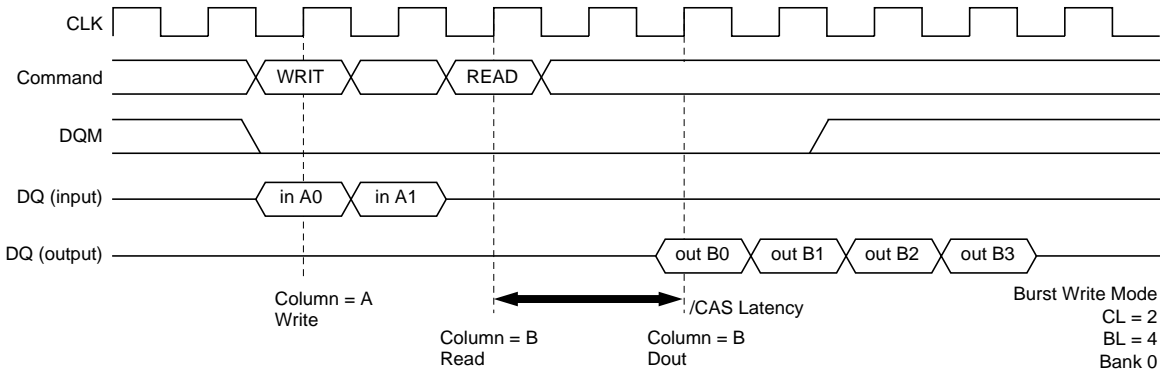 CLK
Command
WRIT
READ
DQM
DQ (input)
in A0
in A1
DQ (output)
out B0
out B1
out B2
out B3
Column = A
Write
/CAS Latency
Column = B
Read
Column = B
Dout
Burst Write Mode
CL = 2
BL = 4
Bank 0